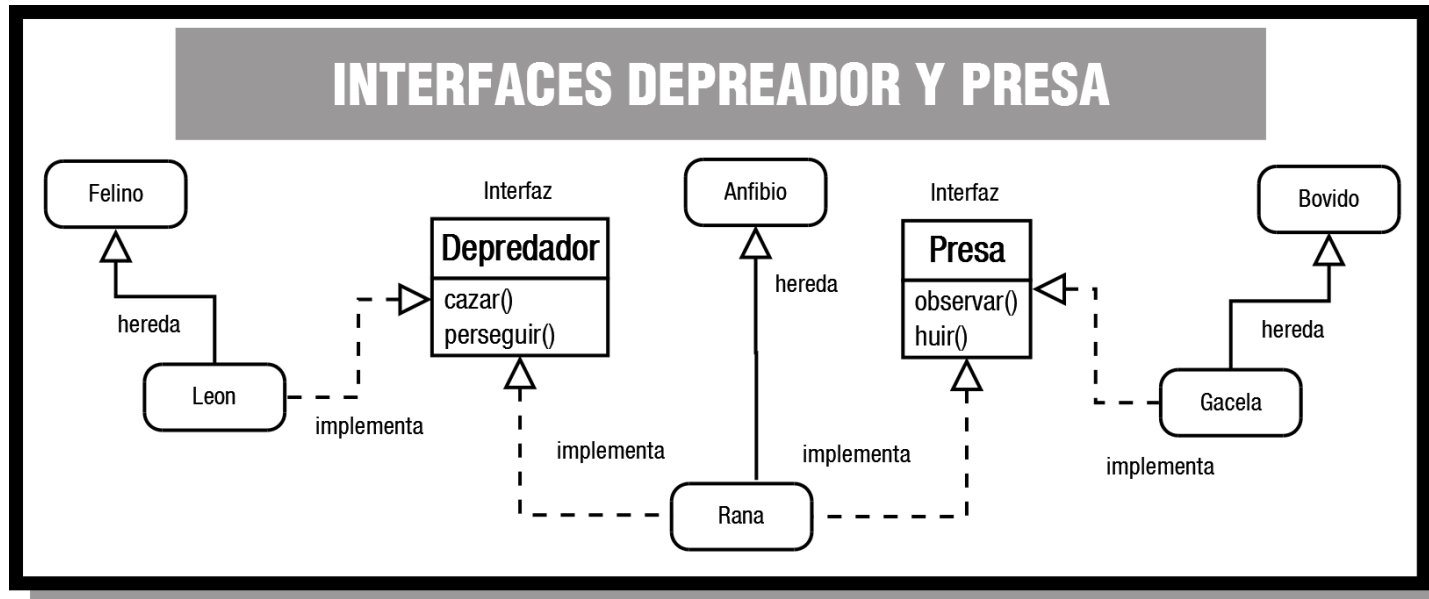 INTERFACES DEPREADOR Y PRESA
Felino
Interfaz
Depredador
cazar()
perseguir()
Anfibio
Interfaz
Presa
observar()
huir()
Bovido
hereda
hereda
hereda
Leon
implementa
implementa
Rana
implementa
Gacela
implementa